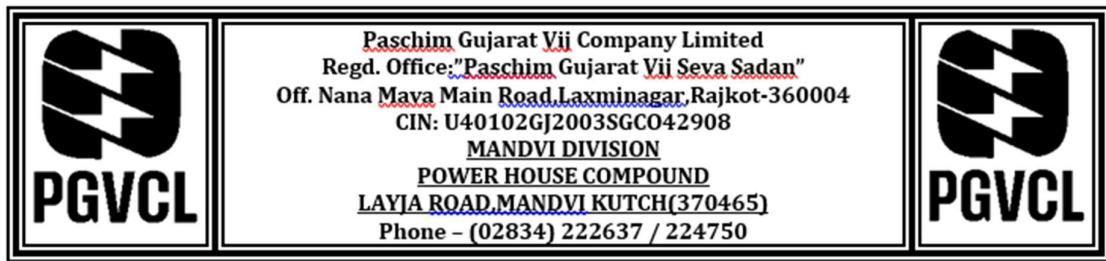 PGVCL
Paschim Gujarat Vij Company Limited
Regd. Office:”Paschim Gujarat Vij Seva Sadan”
Off. Nana Mava Main Road,Laxminagar,Rajkot-360004
CIN: U40102GJ2003SGCO42908
MANDVI DIVISION
POWER HOUSE COMPOUND
LAYJA ROAD,MANDVI KUTCH(370465)
Phone – (02834) 222637 / 224750
PGVCL